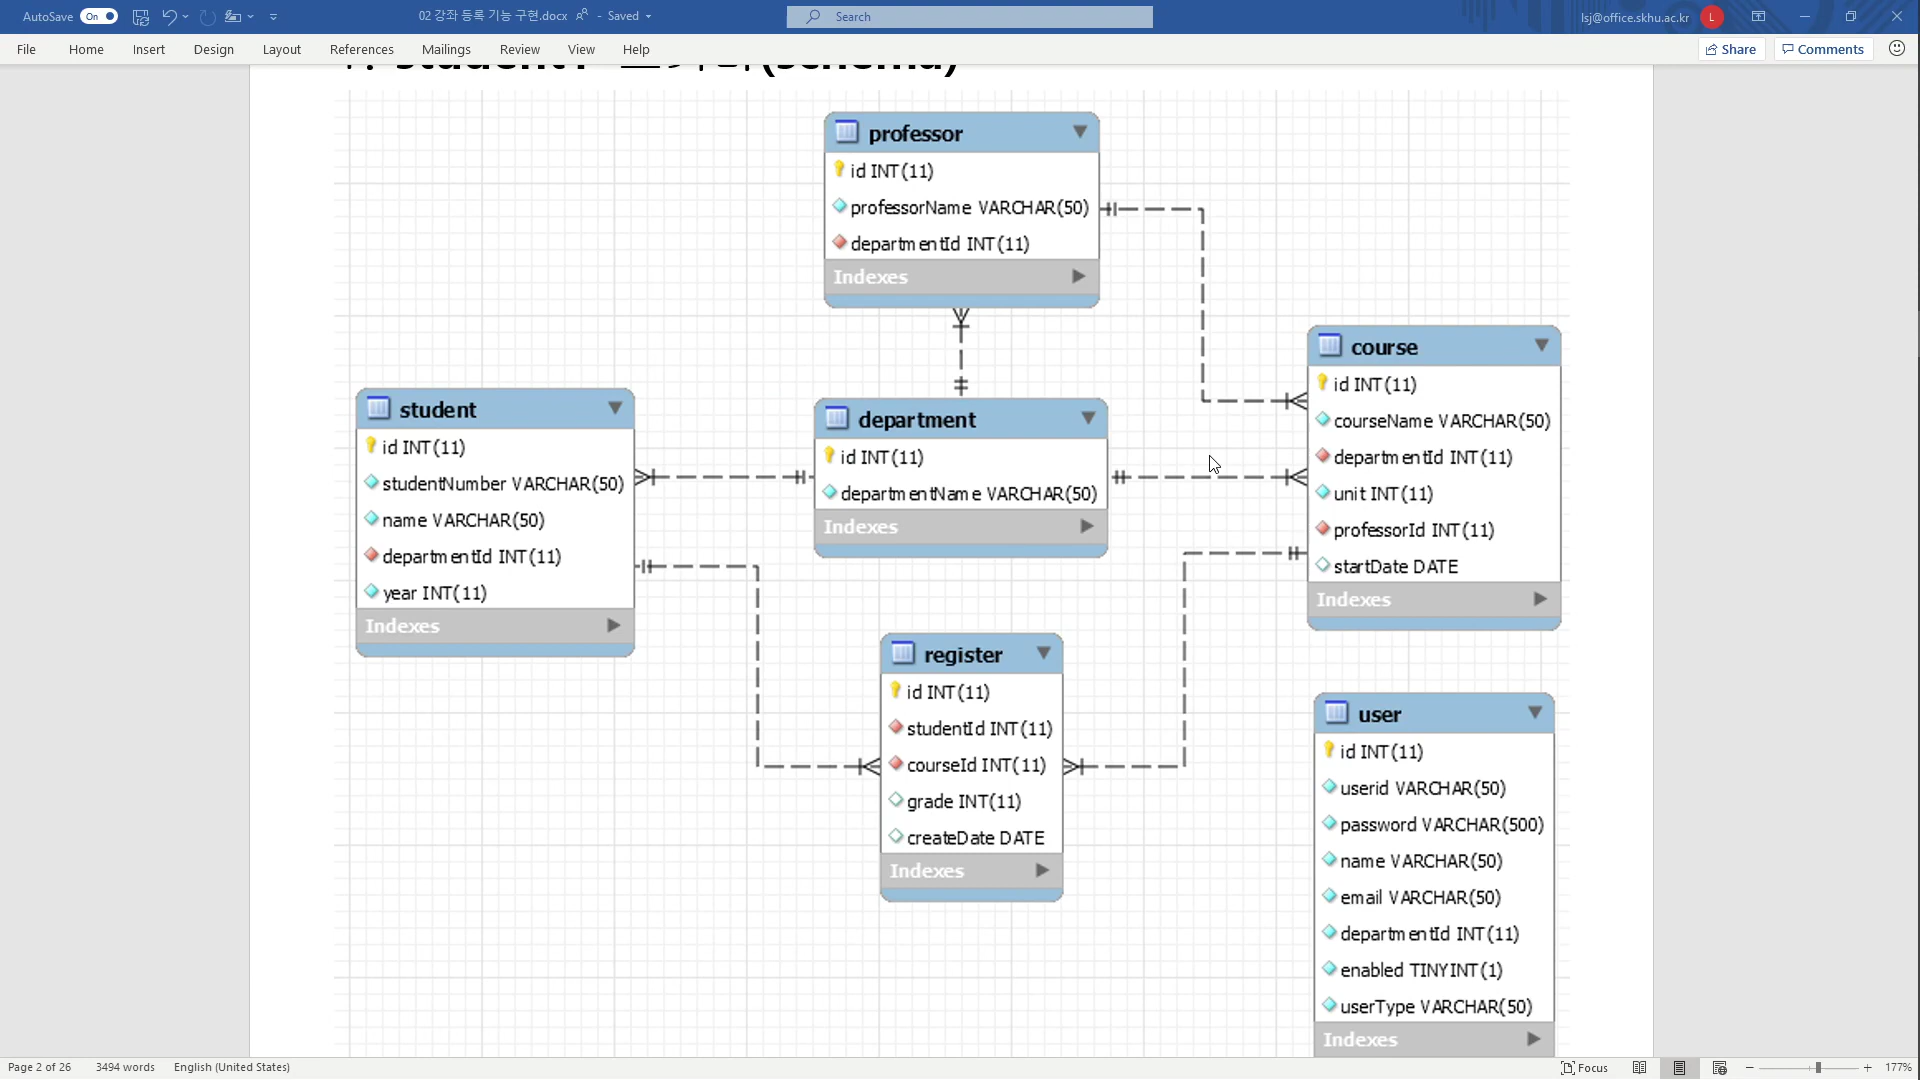 AutoSave On
02 강좌 등록 기능 구현.docx - Saved
Search
lsj@office.skhu.ac.kr L
File Home Insert Design Layout References Mailings Review View Help
Share Comments
(schema)
professor
id INT(11)
professorName VARCHAR(50)
departmentId INT(11)
Indexes
student
id INT(11)
studentNumber VARCHAR(50)
name VARCHAR(50)
departmentId INT(11)
year INT(11)
Indexes
department
id INT(11)
departmentName VARCHAR(50)
Indexes
course
id INT(11)
courseName VARCHAR(50)
departmentId INT(11)
unit INT(11)
professorId INT(11)
startDate DATE
Indexes
register
id INT(11)
studentId INT(11)
courseId INT(11)
grade INT(11)
createDate DATE
Indexes
user
id INT(11)
userid VARCHAR(50)
password VARCHAR(500)
name VARCHAR(50)
email VARCHAR(50)
departmentId INT(11)
enabled TINYINT(1)
userType VARCHAR(50)
Indexes
Page 2 of 26 3494 words English (United States)
Focus
177%